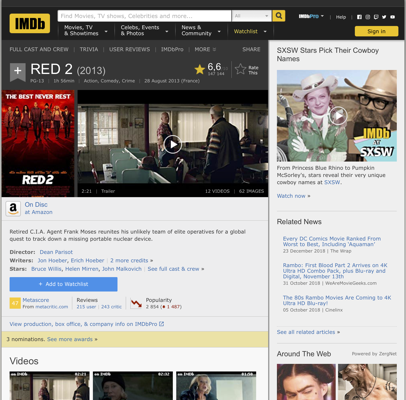 IMDb
Find Movies, TV shows, Celebrities and more...
All
IMDbPro
Help
Movies, TV
& Showtimes
Celebs, Events
& Photos
News &
Community
Watchlist
Sign in
FULL CAST AND CREW
TRIVIA
USER REVIEWS
IMDbPro
MORE
SHARE
RED 2 (2013)
PG-13 | 1h 56min | Action, Comedy, Crime | 28 August 2013 (France)
6,6
Rate
This
THE BEST NEVER REST
RED 2
2:21 | Trailer
12 VIDEOS | 62 IMAGES
a
On Disc
at Amazon
Retired C.I.A. Agent Frank Moses reunites his unlikely team of elite operatives for a global
quest to track down a missing portable nuclear device.
Director: Dean Parisot
Writers: Jon Hoeber, Erich Hoeber | 2 more credits »
Stars: Bruce Willis, Helen Mirren, John Malkovich | See full cast & crew »
+ Add to Watchlist
47
Metascore
From metacritic.com
Reviews
219 user | 243 critic
Popularity
2 854 ( 1 467)
View production, box office, & company info on IMDbPro
3 nominations. See more awards »
Videos
SXSW Stars Pick Their Cowboy
Names
IMDb
AT
SXSW
From Princess Blue Rhino to Pumpkin
McSorley's, stars reveal their very unique
cowboy names at SXSW.
Watch now »
Related News
Every DC Comics Movie Ranked From
Worst to Best, Including 'Aquaman'
23 December 2018 | The Wrap
Rambo: First Blood Part 2 Arrives on 4K
Ultra HD Combo Pack, plus Blu-ray and
Digital, November 13th
31 October 2018 | WeAreMovieGeeks.com
The 80s Rambo Movies Are Coming to 4K
Ultra HD Blu-Ray!
05 October 2018 | Cinelinx
See all related articles »
Around The Web
Powered by ZergNet